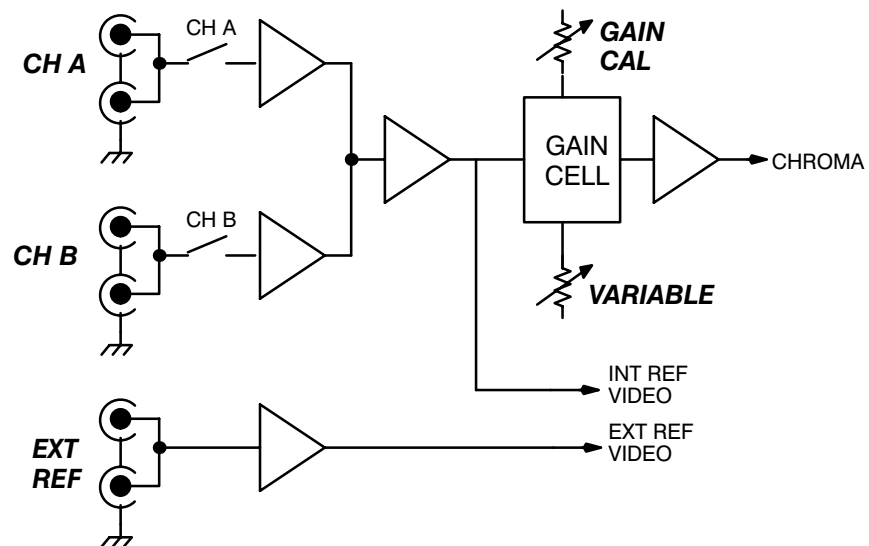 CH A
CH A
GAIN
CAL
GAIN
CELL
CHROMA
CH B
CH B
VARIABLE
INT REF
VIDEO
EXT REF
VIDEO
EXT
REF